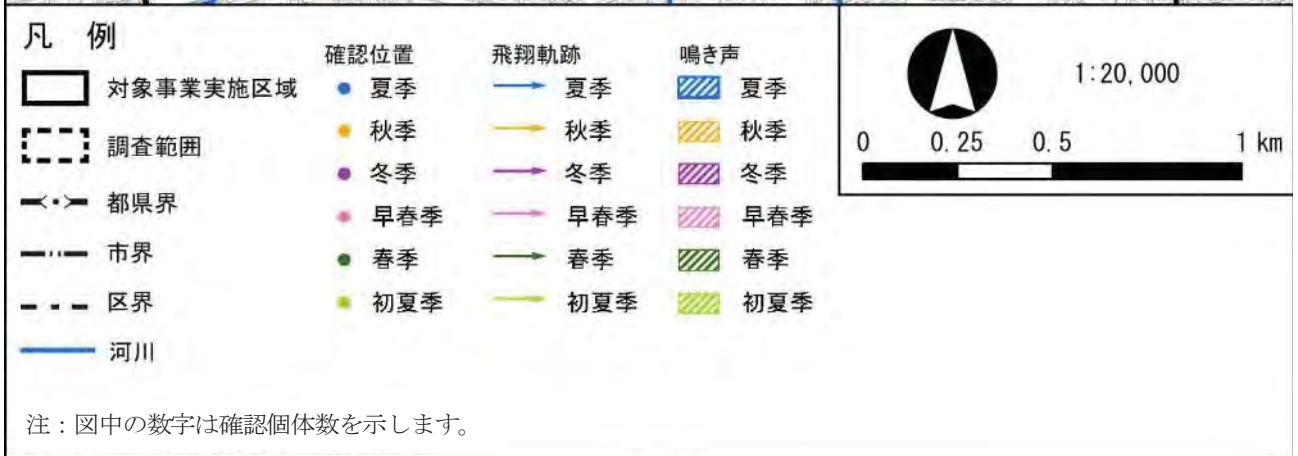 凡 例
対象事業実施区域
調査範囲
都県界
市界
区界
河川
確認位置
夏季
秋季
冬季
早春季
春季
初夏季
飛翔軌跡
夏季
秋季
冬季
早春季
春季
初夏季
鳴き声
夏季
秋季
冬季
早春季
春季
初夏季
1:20,000
0 0.25 0.5 1 km
注：図中の数字は確認個体数を示します。